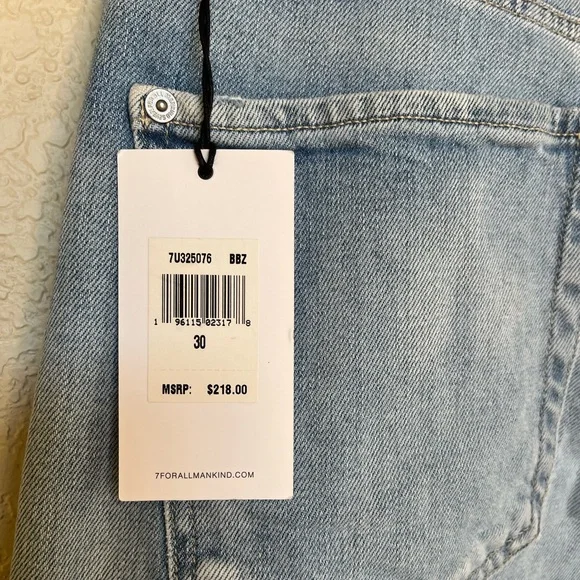 7U325076 BBZ
1 96115 02317 8
30
MSRP: $218.00
7FORALLMANKIND.COM